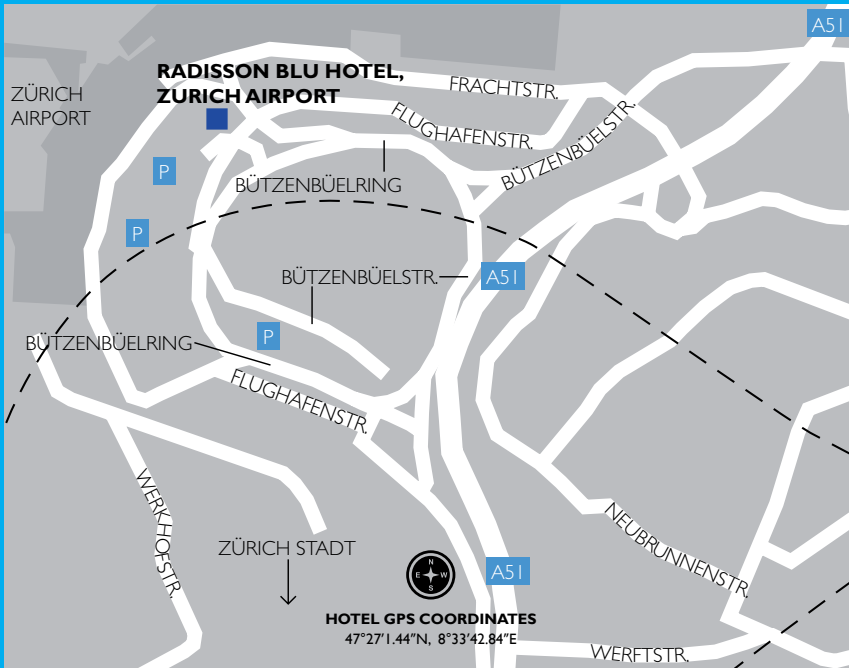 A51
RADISSON BLU HOTEL,
ZURICH AIRPORT
ZÜRICH
AIRPORT
FRACHTSTR.
FLUGHAFENSTR.
BÜTZENBÜELSTR.
P
BÜTZENBÜELRING
P
BÜTZENBÜELSTR.
A51
P
BÜTZENBÜELRING
FLUGHAFENSTR.
WERKHOFSTR.
NEUBRUNNENSTR.
ZÜRICH STADT
N
E W
S
A51
HOTEL GPS COORDINATES
47°27'1.44"N, 8°33'42.84"E
WERFTSTR.